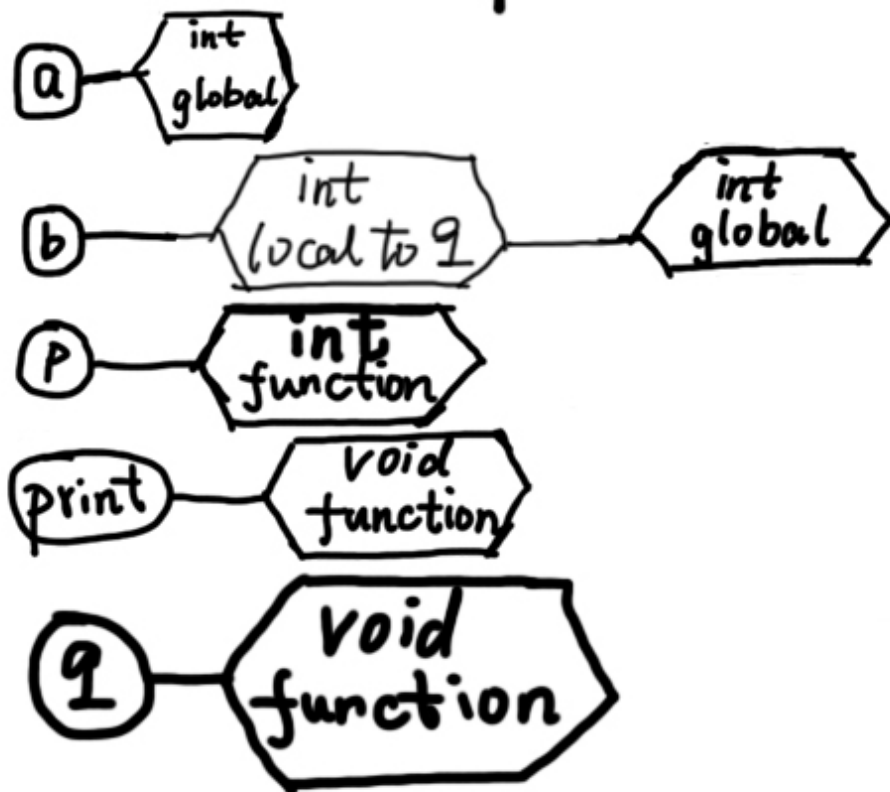 int
a
global
int
int
b
local to q
global
p
int
function
void
print
function
void
q
function